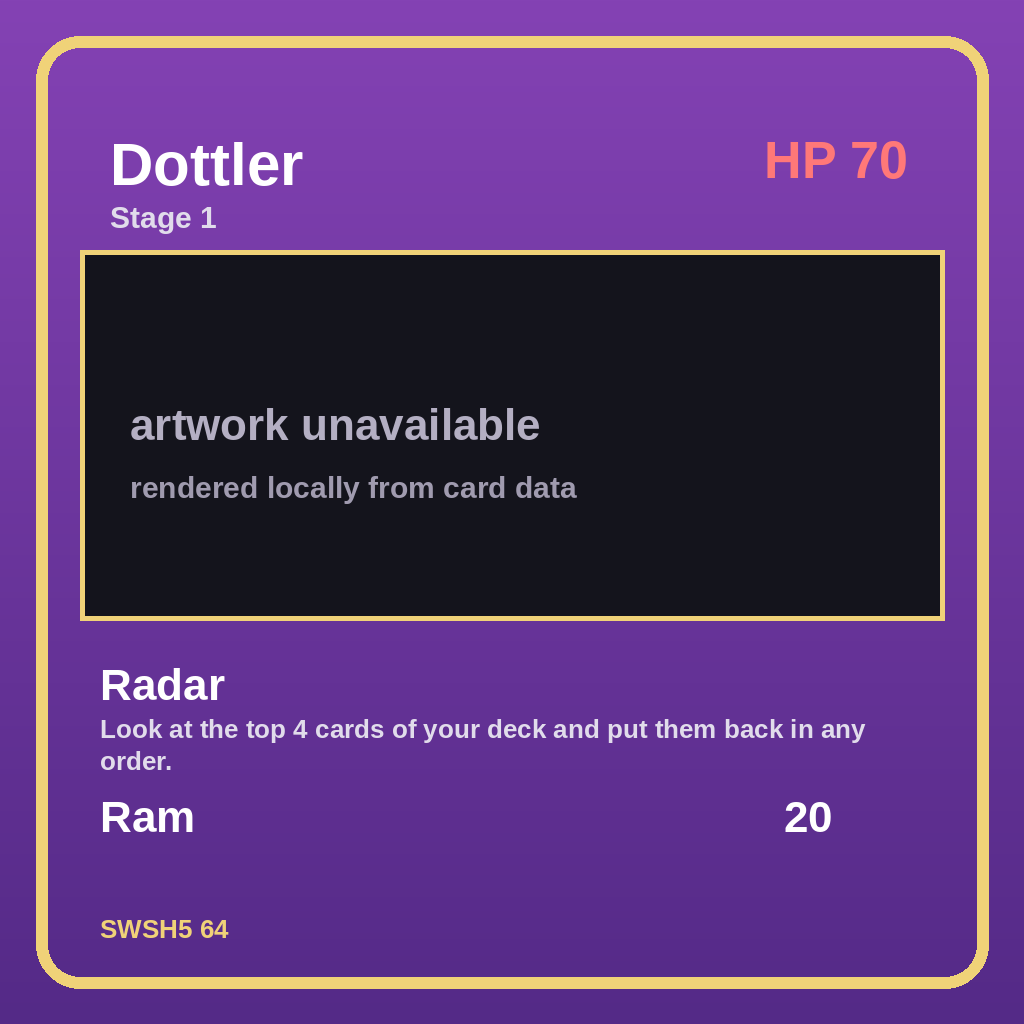 Dottler
HP 70
Stage 1
artwork unavailable
rendered locally from card data
Radar
Look at the top 4 cards of your deck and put them back in any
order.
Ram 20
SWSH5 64